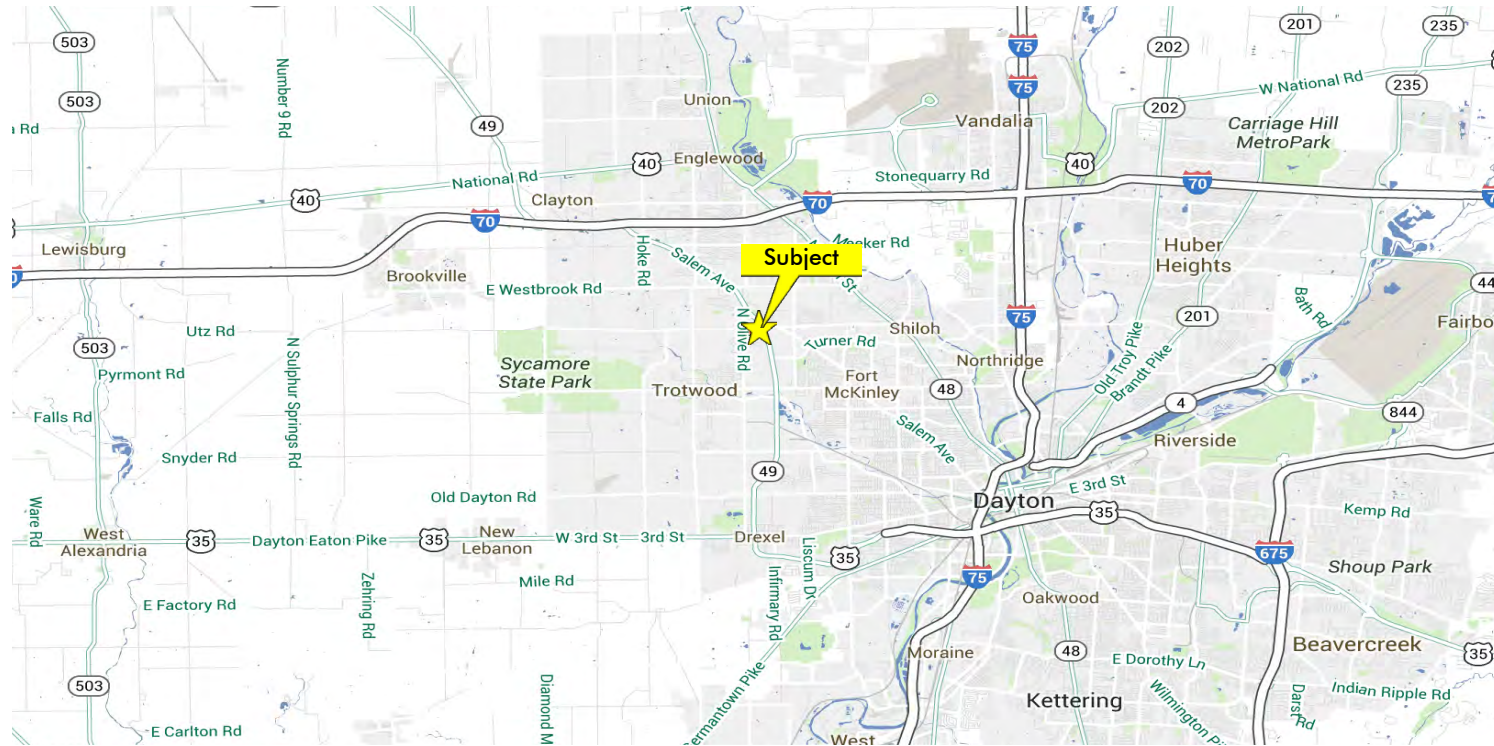 503
Number 9 Rd
49
Union
75
75
202
201
235
W National Rd
235
503
a Rd
202
Vandalia
Carriage Hill
MetroPark
40
Englewood
40
Stonequarry Rd
National Rd
40
Clayton
70
70
70
Lewisburg
Brookville
Hoke Rd
Salem Ave
Subject
Meeker Rd
St
Huber
Heights
E Westbrook Rd
N Olive Rd
Bath Rd
44
Utz Rd
503
N Sulphur Springs Rd
Pyrmont Rd
Sycamore
State Park
Turner Rd
Shiloh
75
201
Fairbo
Northridge
Old Troy Pike
Brandt Pike
Trotwood
Fort
McKinley
48
4
844
Falls Rd
Salem Ave
Riverside
Snyder Rd
49
E 3rd St
Old Dayton Rd
Dayton
35
Kemp Rd
Ware Rd
West
Alexandria
35
Dayton Eaton Pike
35
New
Lebanon
W 3rd St
3rd St
Drexel
Liscum Dr
35
675
Shoup Park
Mile Rd
Zehring Rd
Infirmary Rd
75
Oakwood
E Factory Rd
Moraine
48
E Dorothy Ln
Beavercreek
35
503
Diamond M
ermantown Pike
Kettering
Wilmington Pi
Darst
Rd
Indian Ripple Rd
E Carlton Rd
West